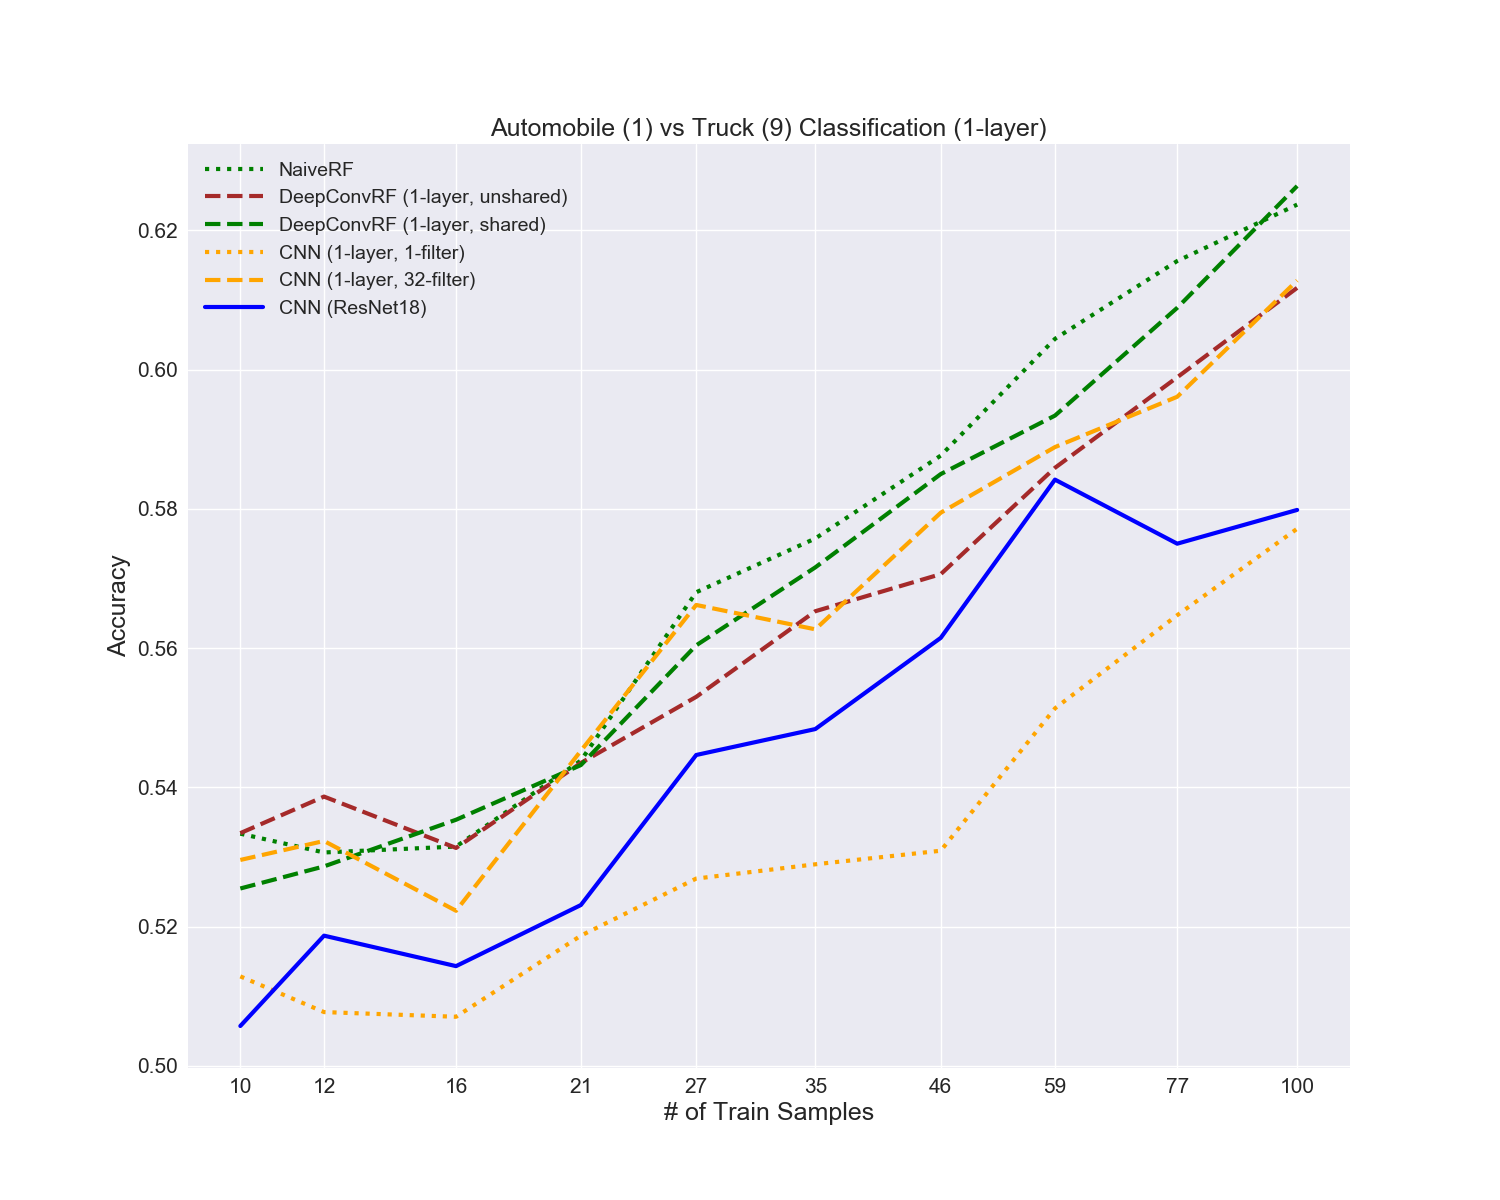 Automobile (1) vs Truck (9) Classification (1-layer)
NaiveRF
DeepConvRF (1-layer, unshared)
DeepConvRF (1-layer, shared)
CNN (1-layer, 1-filter)
CNN (1-layer, 32-filter)
CNN (ResNet18)
0.62
0.60
0.58
0.56
0.54
0.52
0.50
Accuracy
10 12 16 21 27 35 46 59 77 100
# of Train Samples